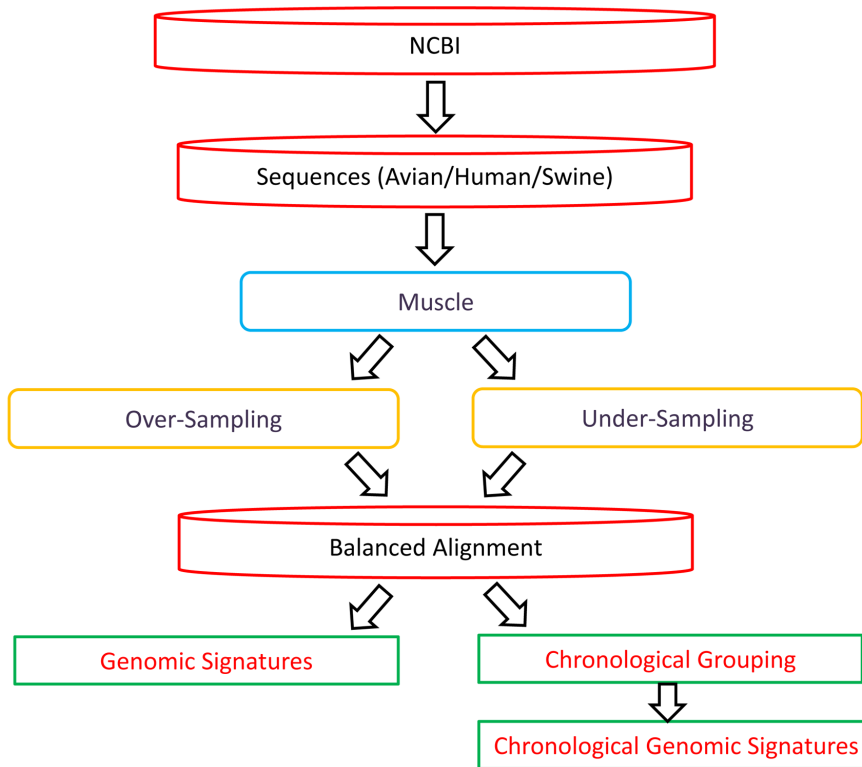 NCBI
Sequences (Avian/Human/Swine)
Muscle
Over-Sampling
Under-Sampling
Balanced Alignment
Genomic Signatures
Chronological Grouping
Chronological Genomic Signatures